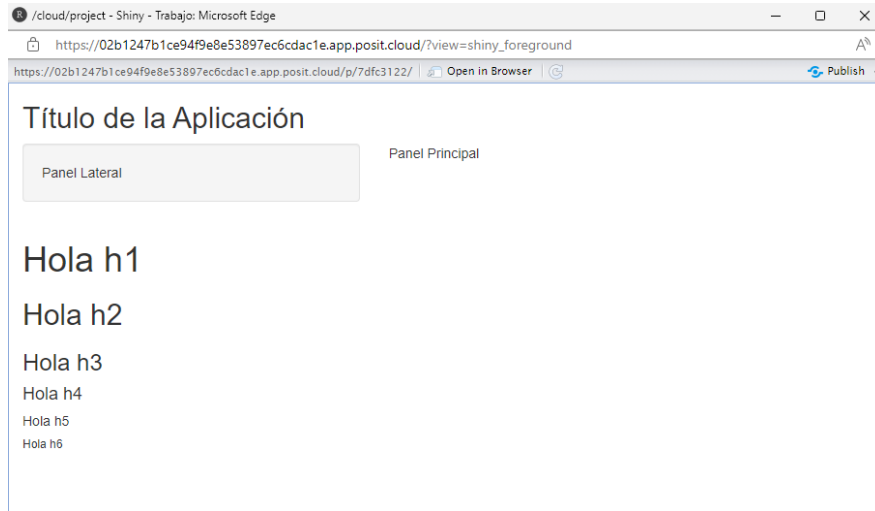 /cloud/project - Shiny - Trabajo: Microsoft Edge
https://02b1247b1ce94f9e8e53897ec6cdac1e.app.posit.cloud/?view=shiny_foreground
https://02b1247b1ce94f9e8e53897ec6cdac1e.app.posit.cloud/p/7dfc3122/ Open in Browser Publish
Título de la Aplicación
Panel Lateral
Panel Principal
Hola h1
Hola h2
Hola h3
Hola h4
Hola h5
Hola h6